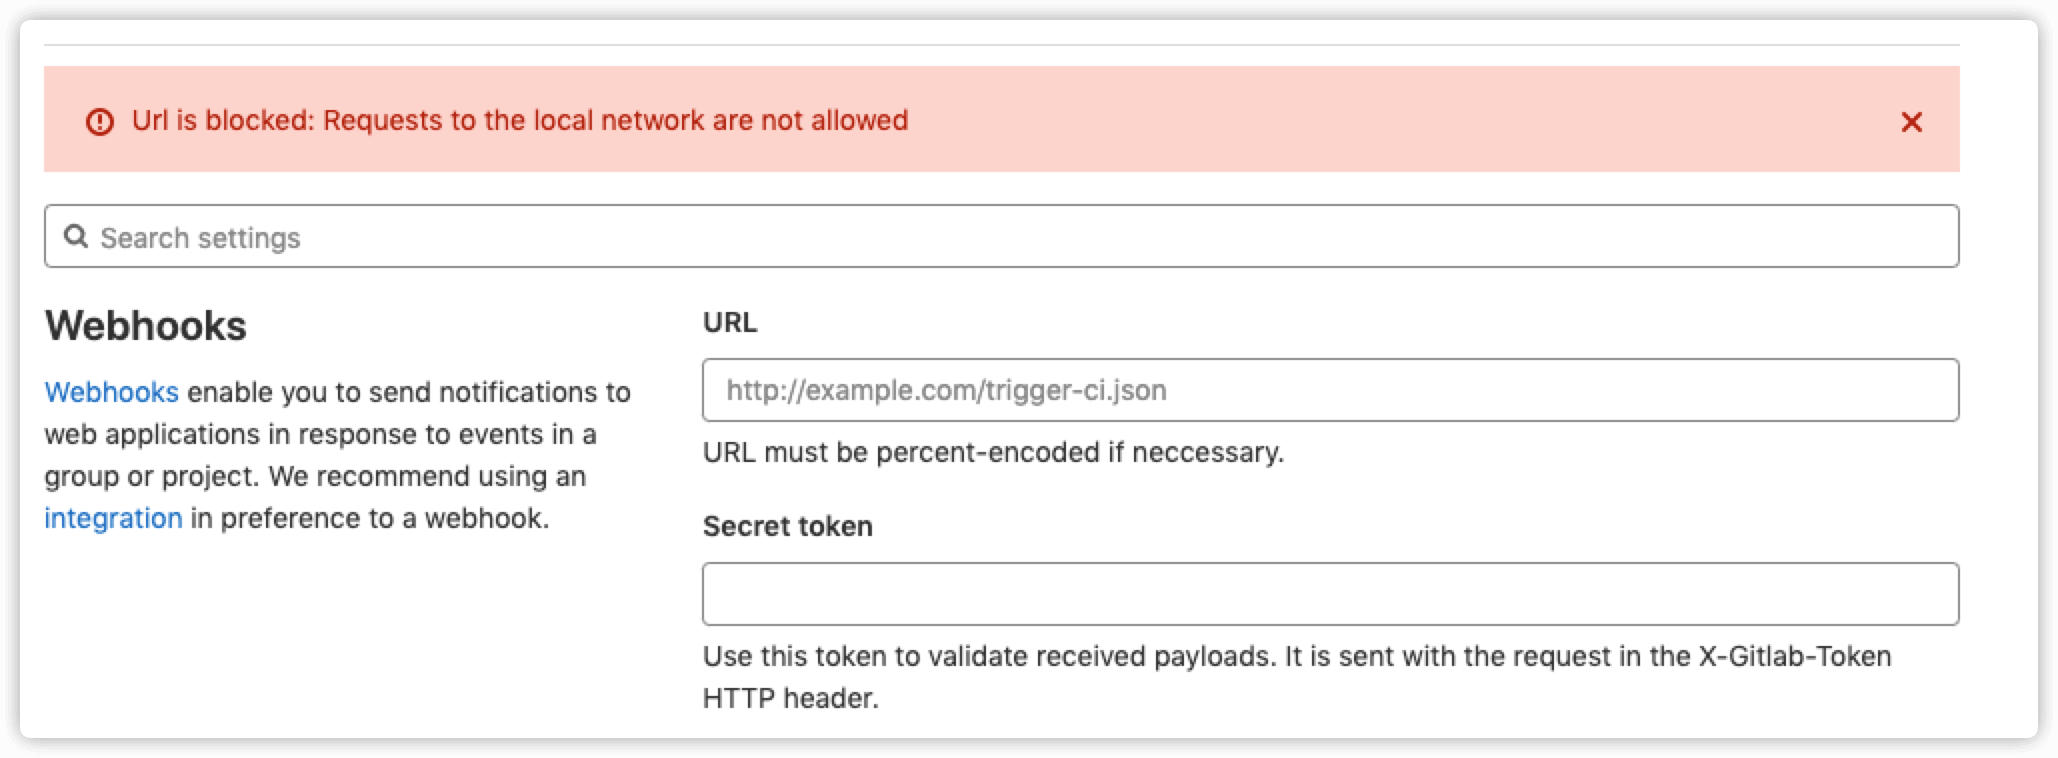 Url is blocked: Requests to the local network are not allowed
Search settings
Webhooks
Webhooks enable you to send notifications to
web applications in response to events in a
group or project. We recommend using an
integration in preference to a webhook.
URL
http://example.com/trigger-ci.json
URL must be percent-encoded if neccessary.
Secret token
Use this token to validate received payloads. It is sent with the request in the X-Gitlab-Token
HTTP header.